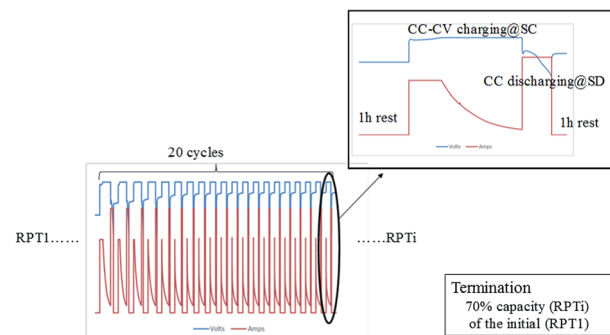 CC-CV charging@SC
CC discharging@SD
1h rest
1h rest
Volts
Amps
20 cycles
RPT1……
……RPTi
Volts
Amps
Termination
70% capacity (RPTi)
of the initial (RPT1)